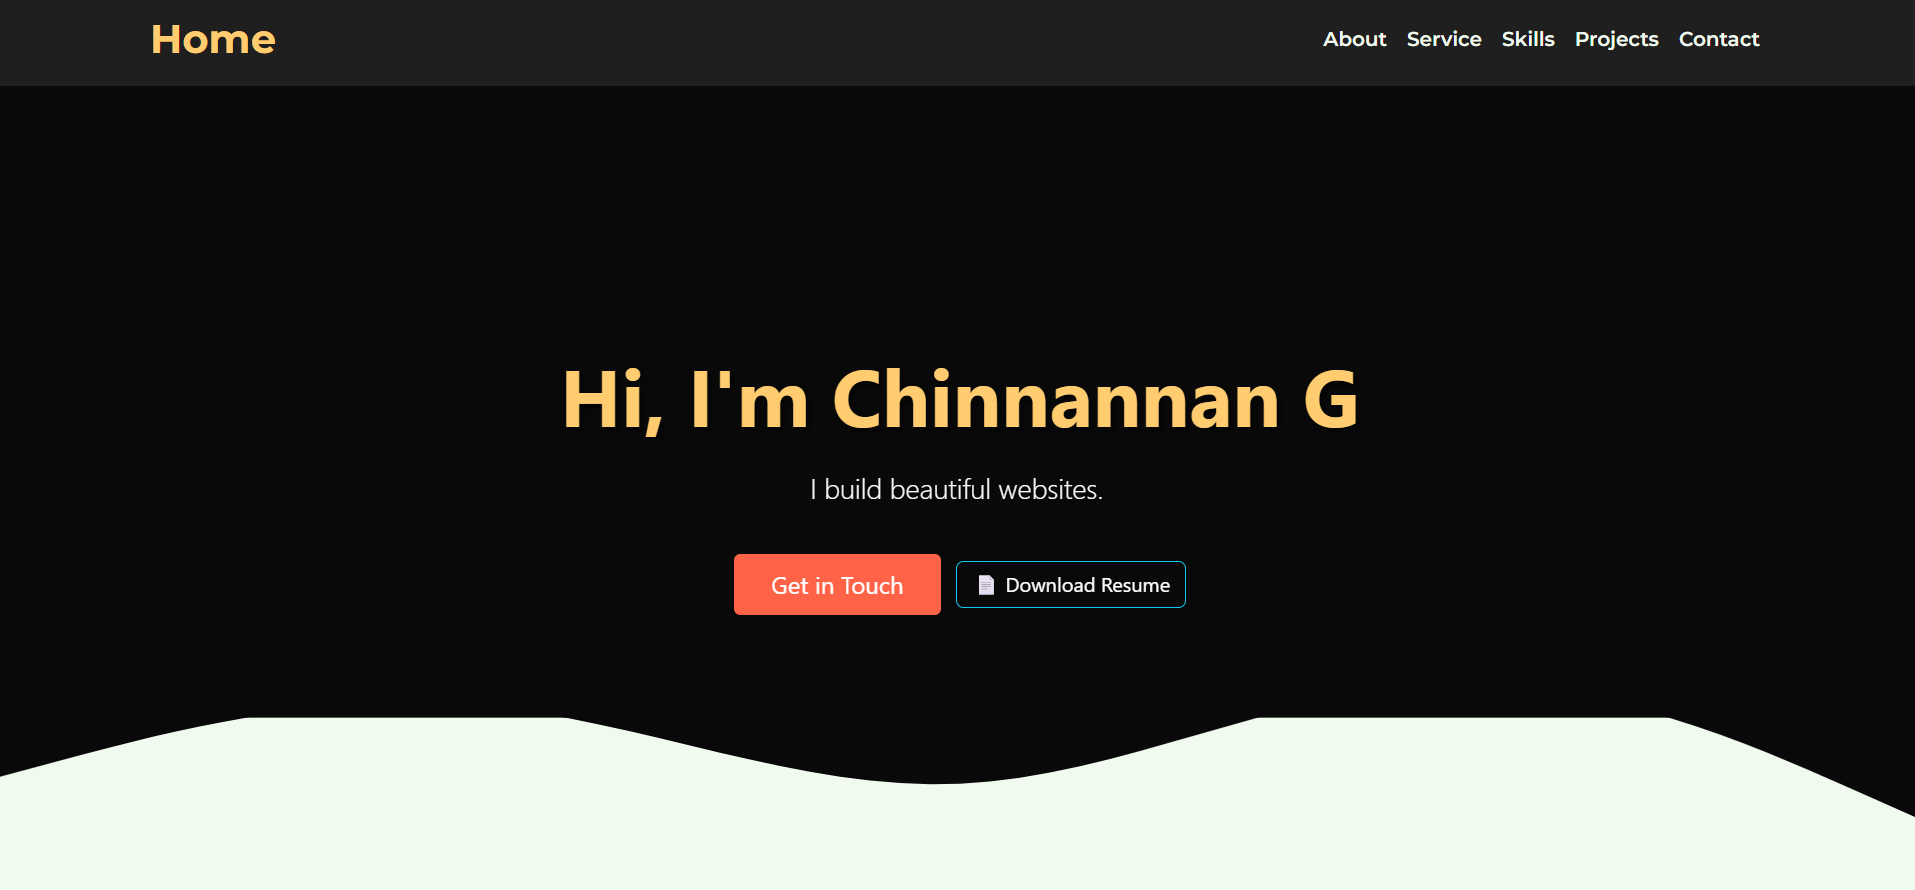 Home
About Service Skills Projects Contact
Hi, I'm Chinnannan G
I build beautiful websites.
Get in Touch
Download Resume